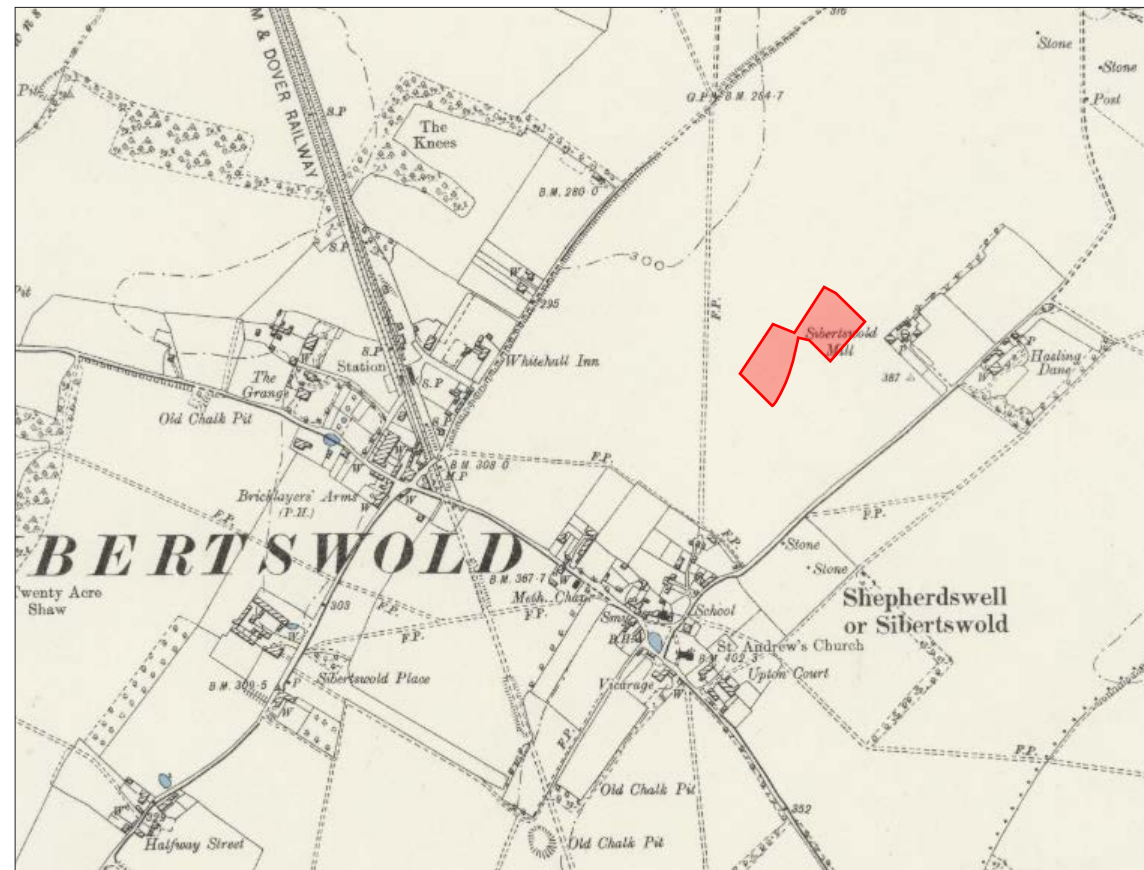 316
Stone
Stone
Post
Pit
M & DOVER RAILWAY
S.P
G.P
B.M. 284·7
The
Knees
S.P
B.M. 280·0
S.P.
W
300
295
F.P.
Pit
Sibertswold
Mill
W
S.P
Station
S.P
Whitehall Inn
387
P
W
Hasling
Dane
The
Grange
Old Chalk Pit
S.P
W
B.M. 308·0
M.P
F.P.
W
W
W
Bricklayers' Arms
(P.H.)
F.P.
F.P.
F.P.
BERTSWOLD
Stone
Stone
B.M. 367·7
W
Meth. Chap.
Twenty Acre
Shaw
303
F.P.
F.P.
F.P.
School
Shepherdswell
or Sibertswold
W
St. Andrew's Church
B.M. 402·3
Sibertswold Place
B.M. 309·5
P
W
Vicarage
W
Upton Court
F.P.
F.P.
Old Chalk Pit
W
323
352
Halfway Street
Old Chalk Pit